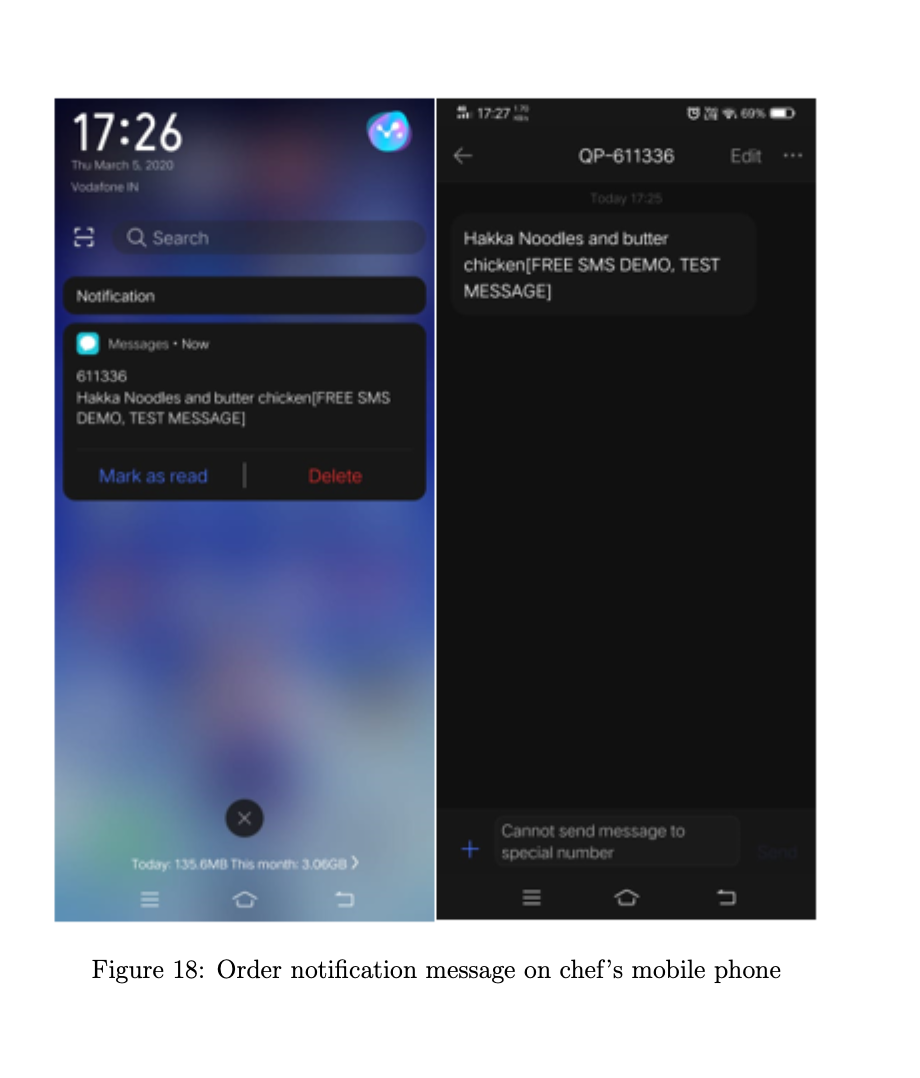 17:26
Thu March 5, 2020
Vodafone IN
Search
Notification
Messages • Now
611336
Hakka Noodles and butter chicken[FREE SMS
DEMO, TEST MESSAGE]
Mark as read
Delete
Today: 135.6MB This month: 3.06GB
17:27
69%
QP-611336
Edit
Today 17:25
Hakka Noodles and butter
chicken[FREE SMS DEMO, TEST
MESSAGE]
Cannot send message to
special number
Send
Figure 18: Order notification message on chef's mobile phone